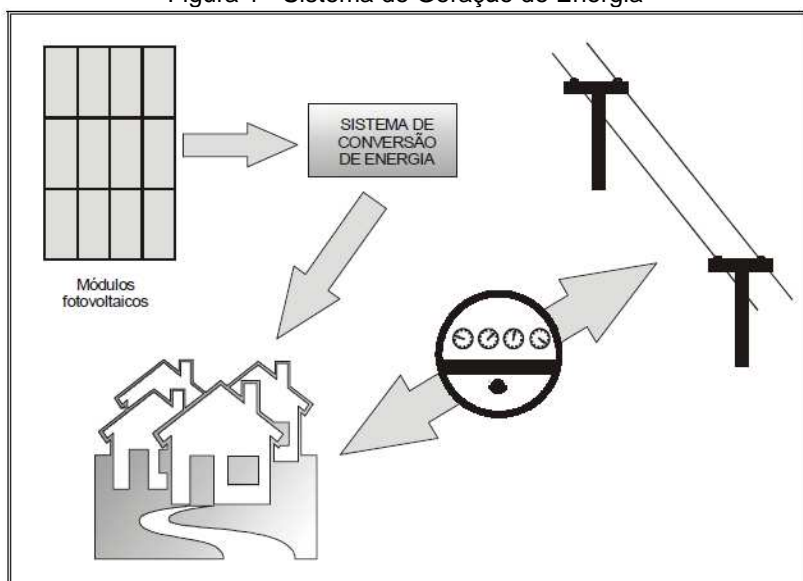 Figura 1 - Sistema de Geração de Energia
SISTEMA DE
CONVERSÃO
DE ENERGIA
Módulos
fotovoltaicos